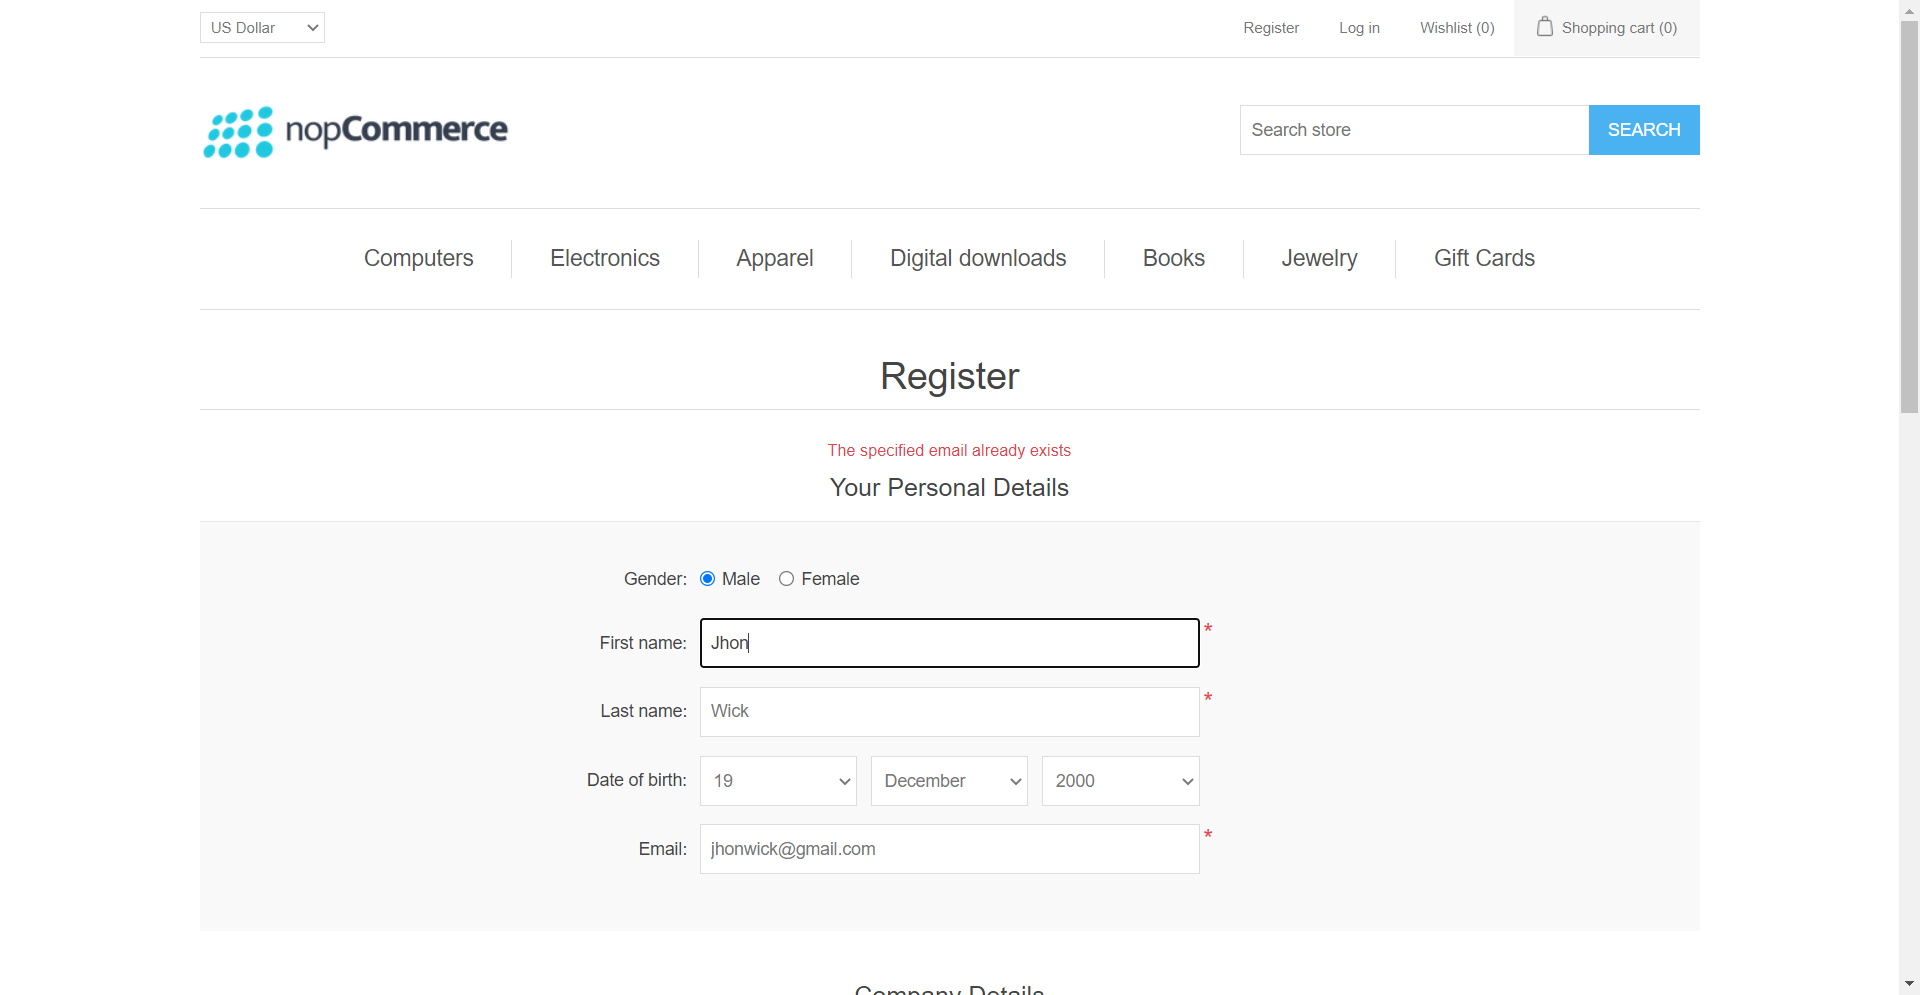 US Dollar
Register
Log in
Wishlist (0)
Shopping cart (0)
nopCommerce
Search store
SEARCH
Computers
Electronics
Apparel
Digital downloads
Books
Jewelry
Gift Cards
Register
The specified email already exists
Your Personal Details
Gender: Male Female
First name: Jhon *
Last name: Wick *
Date of birth: 19 December 2000
Email: jhonwick@gmail.com *
Company Details